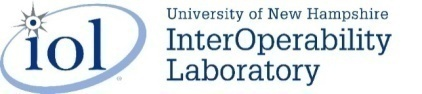 iol
University of New Hampshire
InterOperability
Laboratory